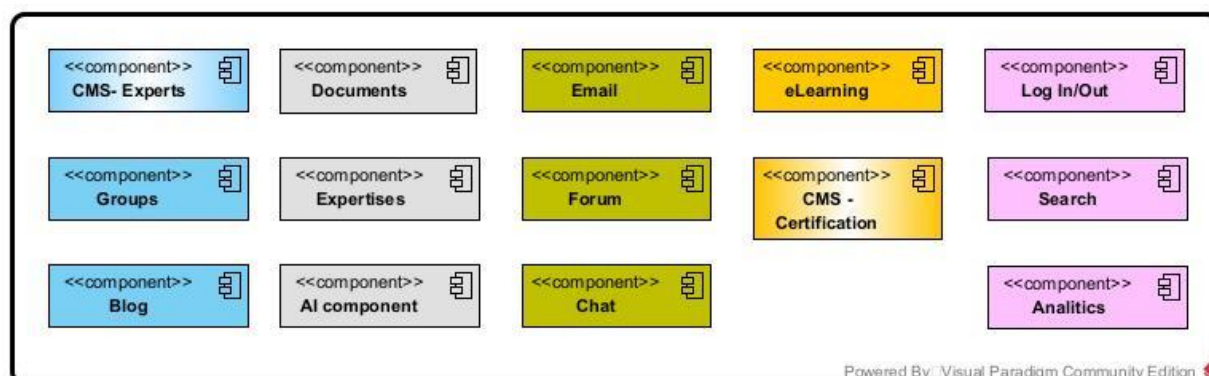 <<component>>
CMS- Experts
<<component>>
Documents
<<component>>
Email
<<component>>
eLearning
<<component>>
Log In/Out
<<component>>
Groups
<<component>>
Expertises
<<component>>
Forum
<<component>>
CMS -
Certification
<<component>>
Search
<<component>>
Blog
<<component>>
AI component
<<component>>
Chat
<<component>>
Analitics
Powered By Visual Paradigm Community Edition